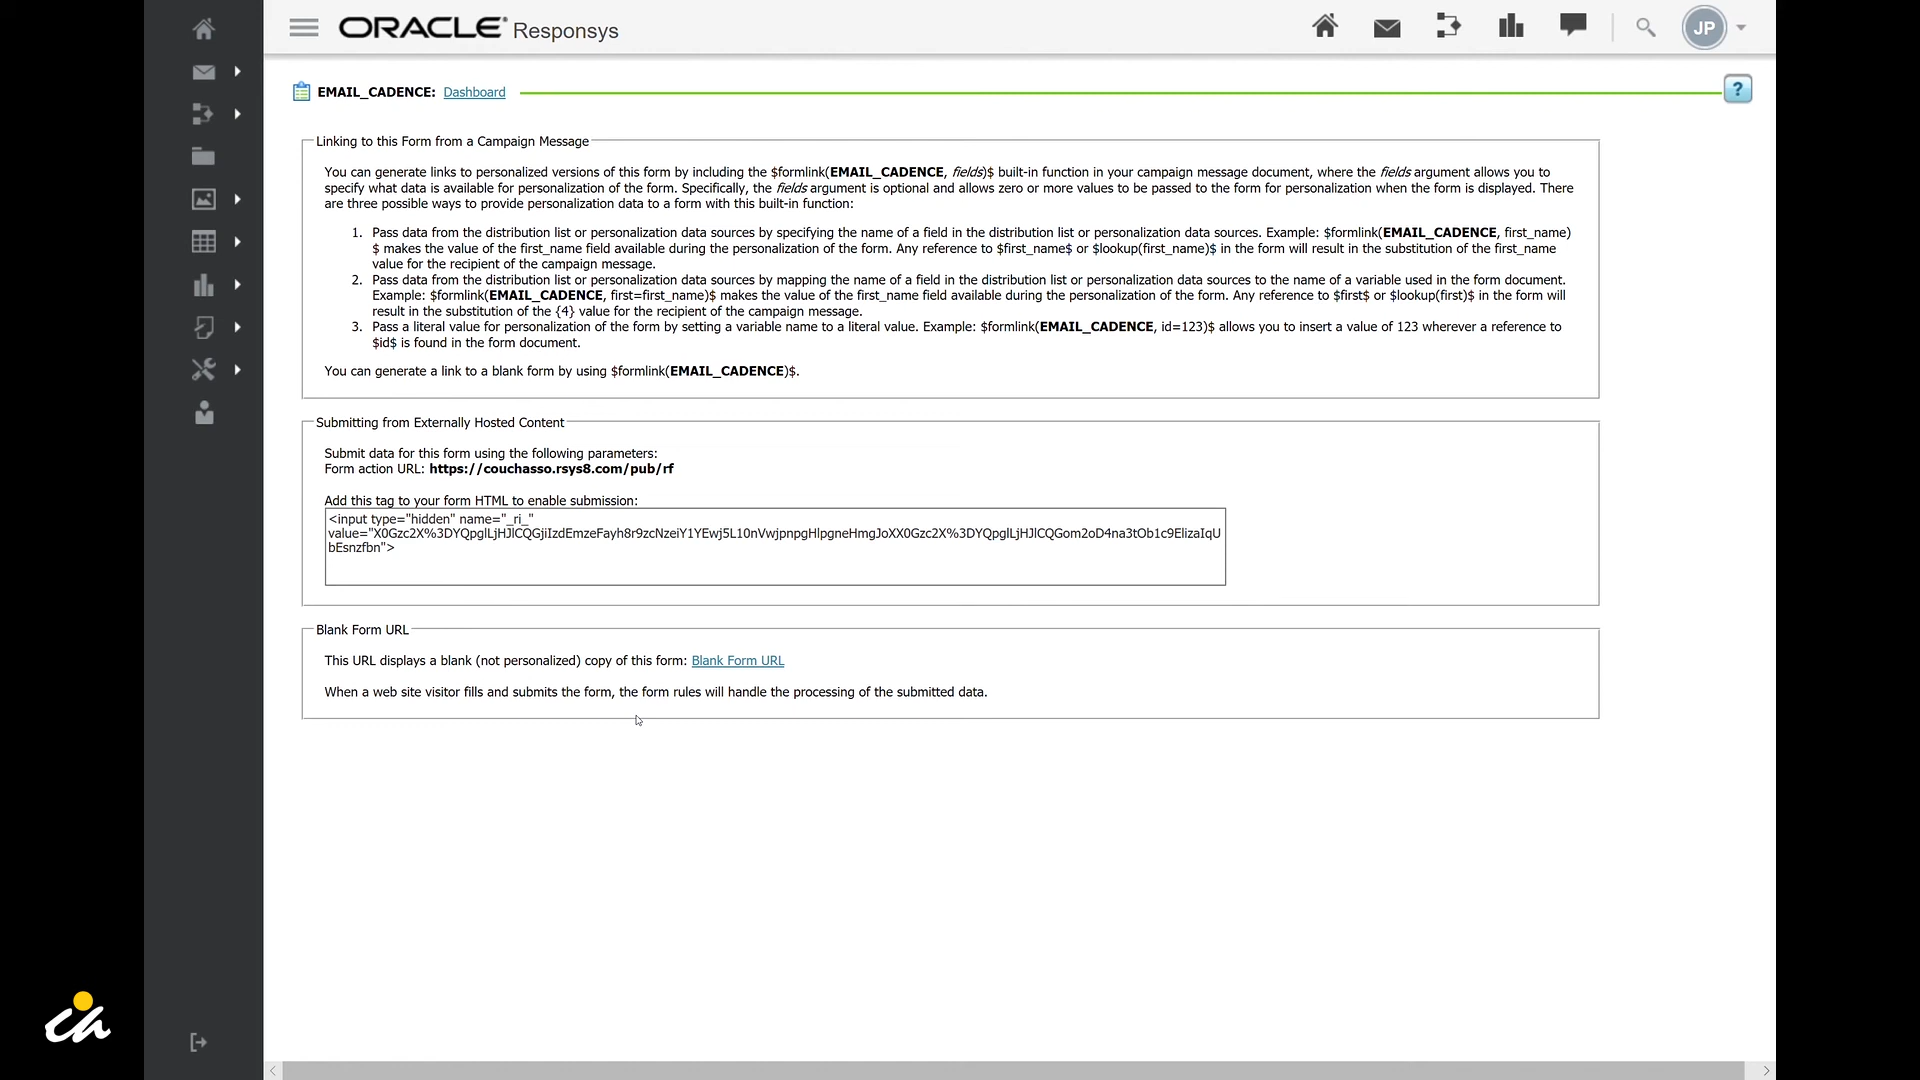 ORACLE® Responsys
JP
EMAIL_CADENCE: Dashboard
?
Linking to this Form from a Campaign Message
You can generate links to personalized versions of this form by including the $formlink(EMAIL_CADENCE, fields)$ built-in function in your campaign message document, where the fields argument allows you to
specify what data is available for personalization of the form. Specifically, the fields argument is optional and allows zero or more values to be passed to the form for personalization when the form is displayed. There
are three possible ways to provide personalization data to a form with this built-in function:
1. Pass data from the distribution list or personalization data sources by specifying the name of a field in the distribution list or personalization data sources. Example: $formlink(EMAIL_CADENCE, first_name)
$ makes the value of the first_name field available during the personalization of the form. Any reference to $first_name$ or $lookup(first_name)$ in the form will result in the substitution of the first_name
value for the recipient of the campaign message.
2. Pass data from the distribution list or personalization data sources by mapping the name of a field in the distribution list or personalization data sources to the name of a variable used in the form document.
Example: $formlink(EMAIL_CADENCE, first=first_name)$ makes the value of the first_name field available during the personalization of the form. Any reference to $first$ or $lookup(first)$ in the form will
result in the substitution of the {4} value for the recipient of the campaign message.
3. Pass a literal value for personalization of the form by setting a variable name to a literal value. Example: $formlink(EMAIL_CADENCE, id=123)$ allows you to insert a value of 123 wherever a reference to
$id$ is found in the form document.
You can generate a link to a blank form by using $formlink(EMAIL_CADENCE)$.
Submitting from Externally Hosted Content
Submit data for this form using the following parameters:
Form action URL: https://couchasso.rsys8.com/pub/rf
Add this tag to your form HTML to enable submission:
<input type="hidden" name="_ri_"
value="X0Gzc2X%3DYQpglLjHJlCQGjiIzdEmzeFayh8r9zcNzeiY1YEwj5L10nVwjpnpgHlpgneHmgJoXX0Gzc2X%3DYQpglLjHJlCQGom2oD4na3tOb1c9ElizaIqU
bEsnzfbn">
Blank Form URL
This URL displays a blank (not personalized) copy of this form: Blank Form URL
When a web site visitor fills and submits the form, the form rules will handle the processing of the submitted data.
ch